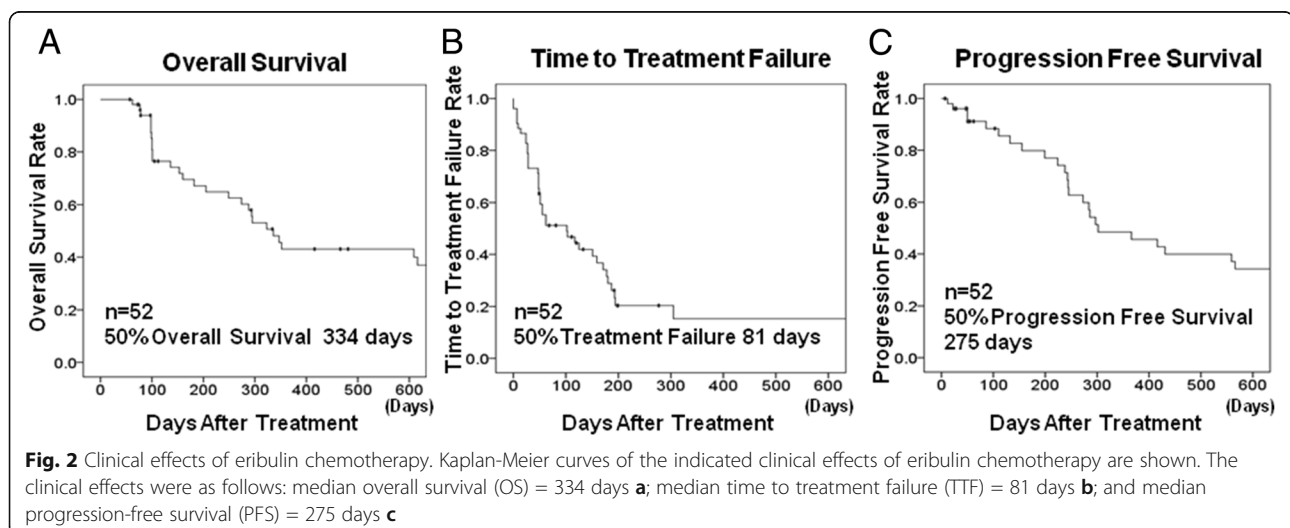 A
Overall Survival
Overall Survival Rate
1.0
0.8
0.6
0.4
0.2
0.0
n=52
50% Overall Survival 334 days
0 100 200 300 400 500 600
(Days)
Days After Treatment
B
Time to Treatment Failure
Time to Treatment Failure Rate
1.0
0.8
0.6
0.4
0.2
0.0
n=52
50% Treatment Failure 81 days
0 100 200 300 400 500 600
(Days)
Days After Treatment
C
Progression Free Survival
Progression Free Survival Rate
1.0
0.8
0.6
0.4
0.2
0.0
n=52
50% Progression Free Survival
275 days
0 100 200 300 400 500 600
(Days)
Days After Treatment
Fig. 2 Clinical effects of eribulin chemotherapy. Kaplan-Meier curves of the indicated clinical effects of eribulin chemotherapy are shown. The
clinical effects were as follows: median overall survival (OS) = 334 days a; median time to treatment failure (TTF) = 81 days b; and median
progression-free survival (PFS) = 275 days c